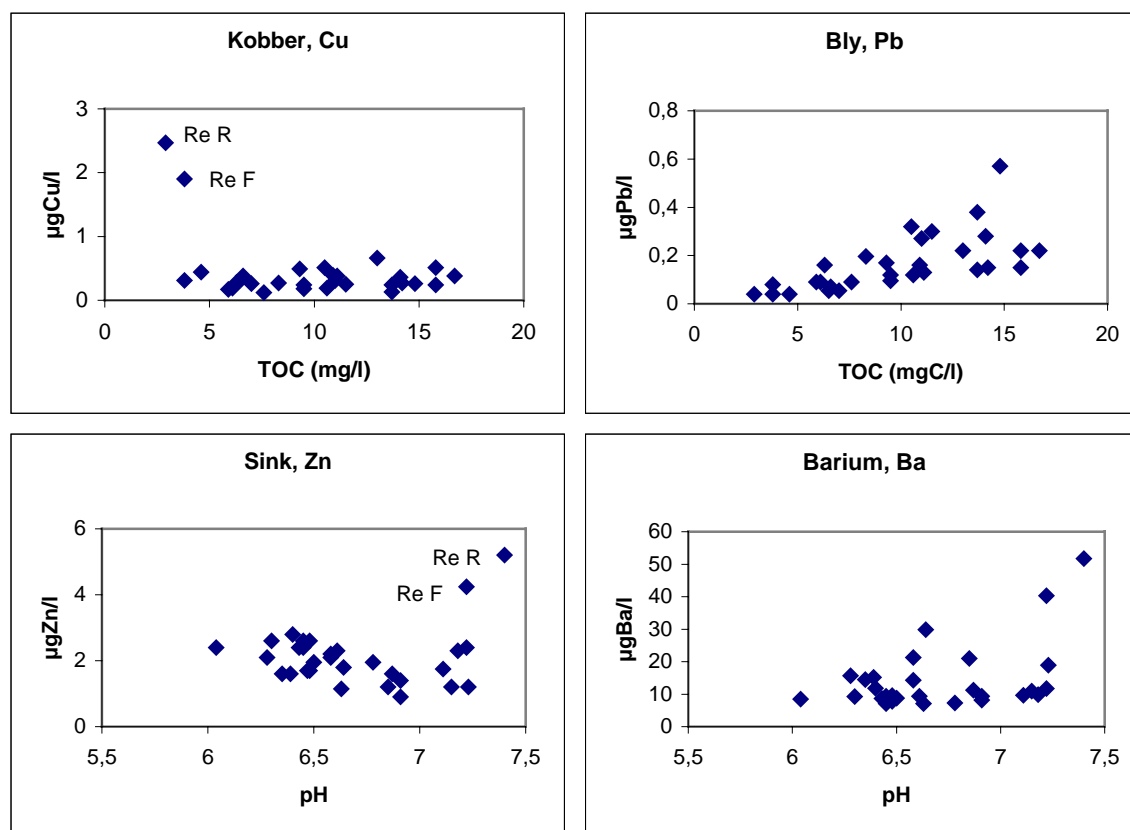 Kobber, Cu
3
2
1
0
µgCu/l
Re R
Re F
0 5 10 15 20
TOC (mg/l)
Bly, Pb
0,8
0,6
0,4
0,2
0
µgPb/l
0 5 10 15 20
TOC (mgC/l)
Sink, Zn
6
4
2
0
µgZn/l
Re R
Re F
5,5 6 6,5 7 7,5
pH
Barium, Ba
60
50
40
30
20
10
0
µgBa/l
5,5 6 6,5 7 7,5
pH